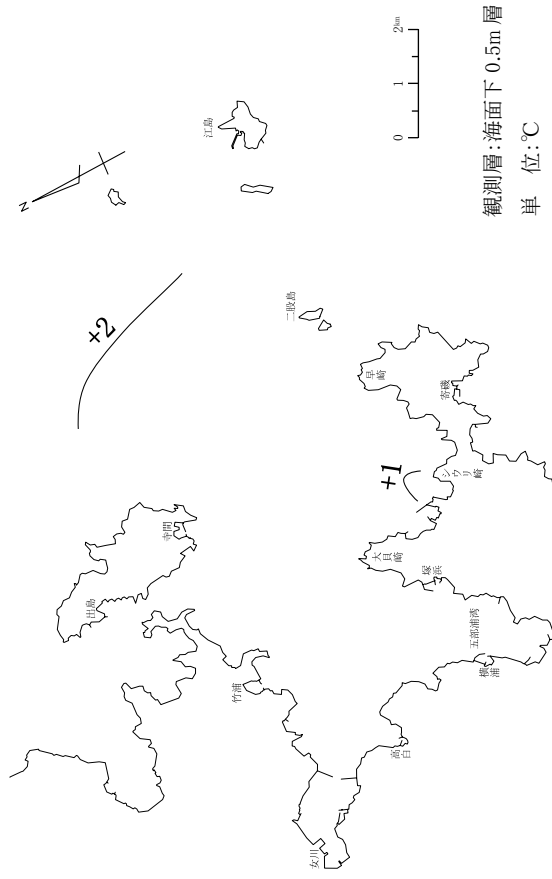 N
江島
+2
二股島
早崎
寄磯
シウリ崎
+1
大貝崎
塚浜
五部浦湾
横浦
高白
女川
竹浦
出島
寺間
0 1 2km
観測層:海面下 0.5m 層
単 位:℃